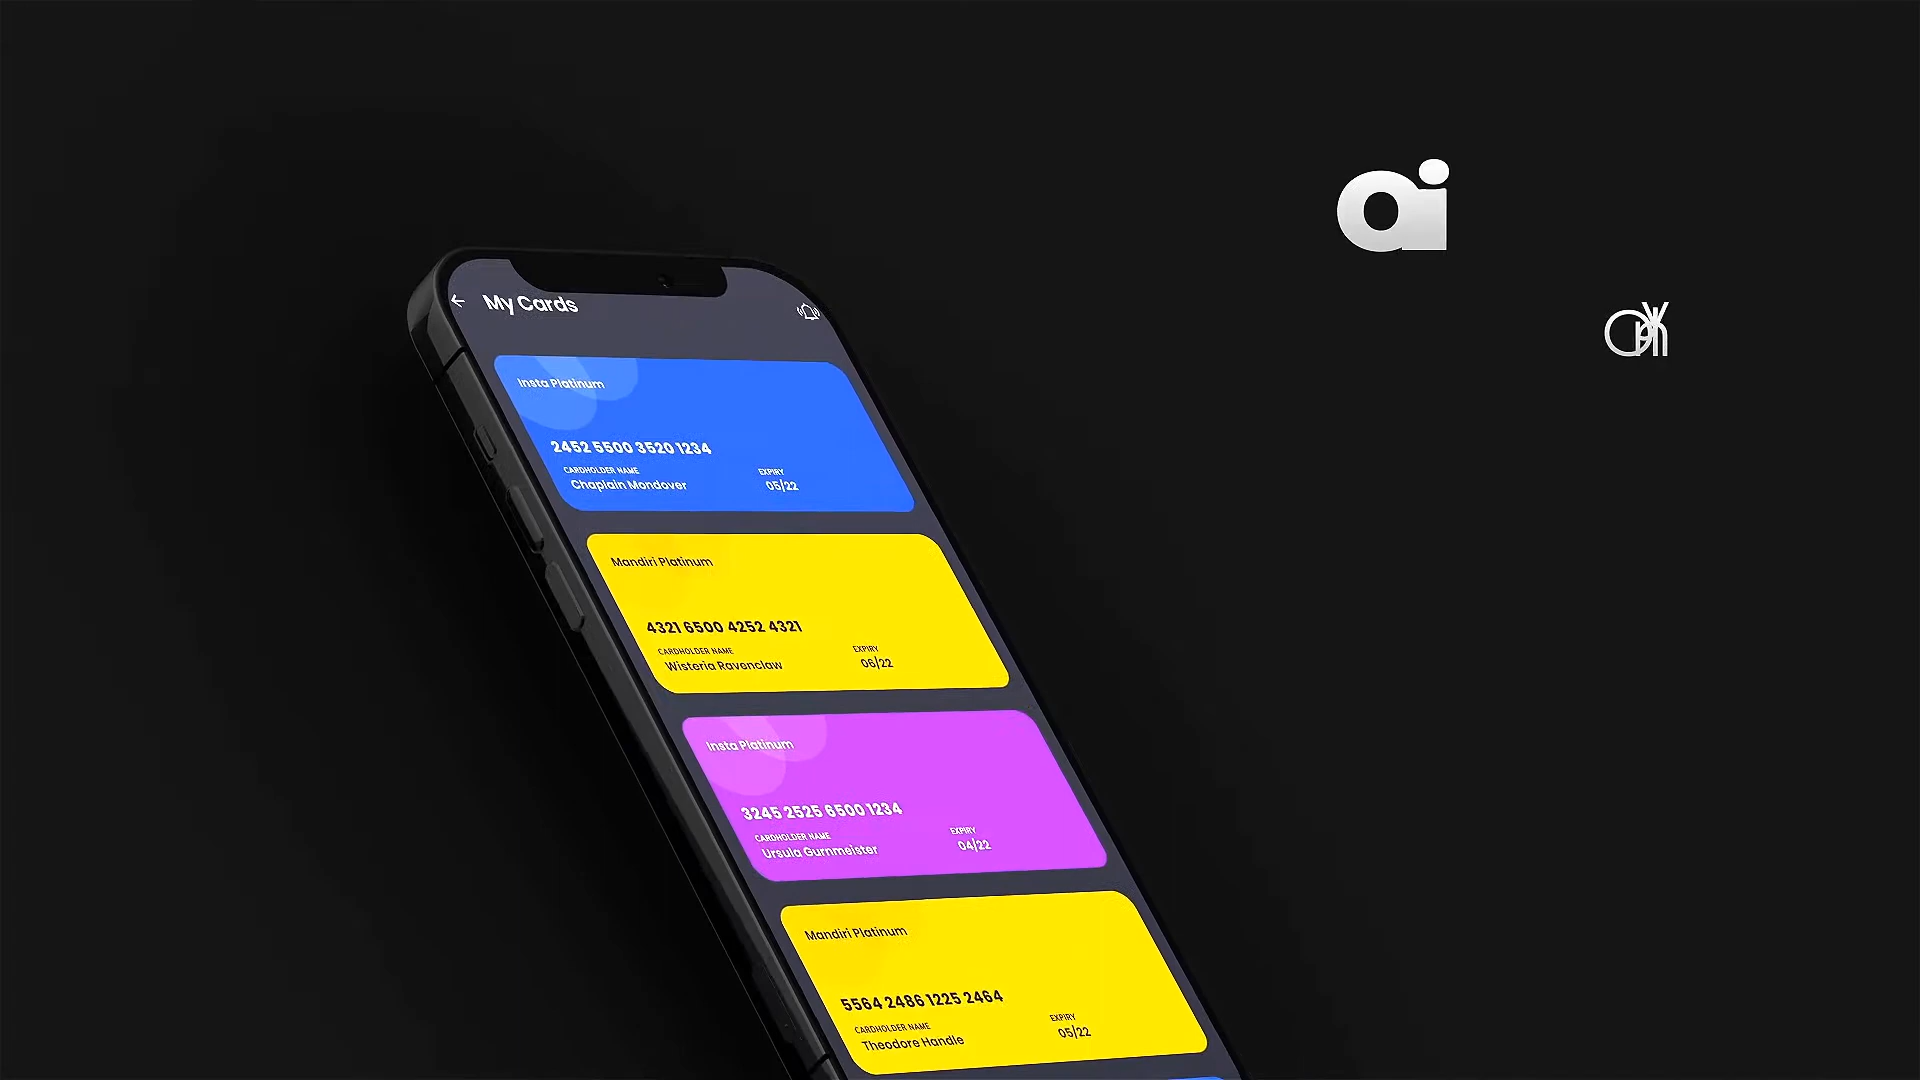 ai
My Cards
Insta Platinum
2452 5500 3520 1234
CARDHOLDER NAME
EXPIRY
Chaplain Mondover
05/22
Mandiri Platinum
4321 6500 4252 4321
CARDHOLDER NAME
EXPIRY
Wisteria Ravenclaw
06/22
Insta Platinum
3245 2525 6500 1234
CARDHOLDER NAME
EXPIRY
Ursula Gurnmeister
04/22
Mandiri Platinum
5564 2486 1225 2464
CARDHOLDER NAME
EXPIRY
Theodore Handle
05/22